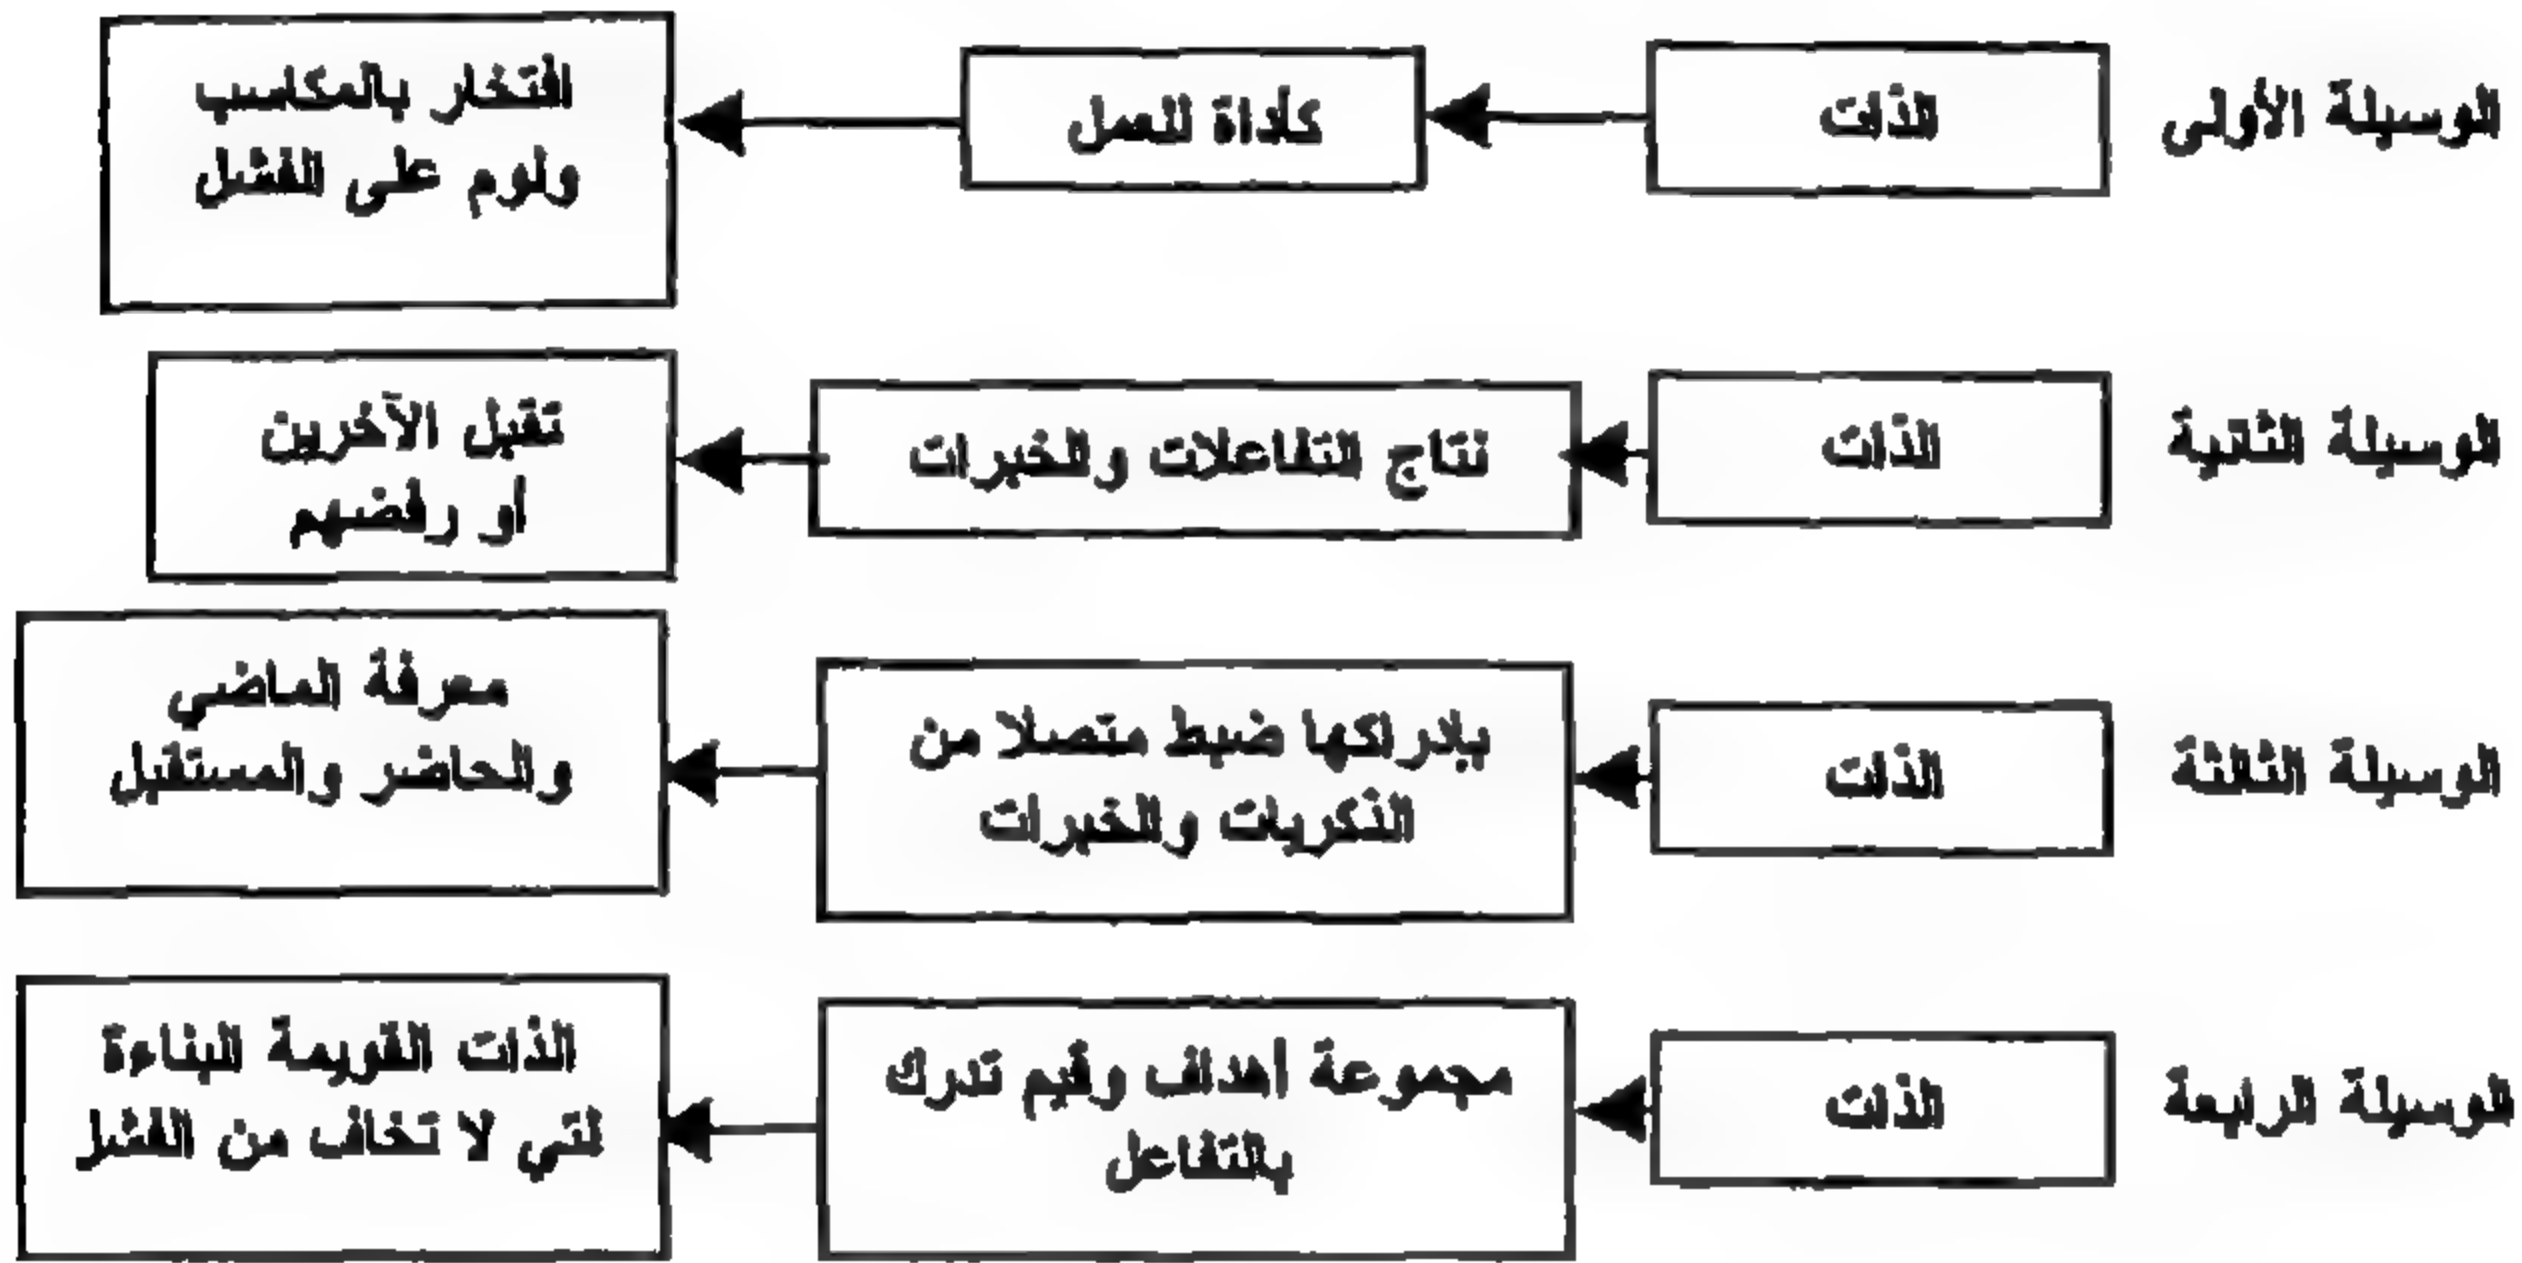 الوسيلة الأولى
الذات
كأداة للعمل
افتخار بالمكاسب
ولوم على الفشل
الوسيلة الثانية
الذات
نتاج التفاعلات والخبرات
تقبل الآخرين
أو رفضهم
الوسيلة الثالثة
الذات
بإدراكها ضبط متصلا من
الذكريات والخبرات
معرفة الماضي
والحاضر والمستقبل
الوسيلة الرابعة
الذات
مجموعة أهداف وقيم تدرك
بالتفاعل
الذات القويمة البناءة
التي لا تخاف من الفشل